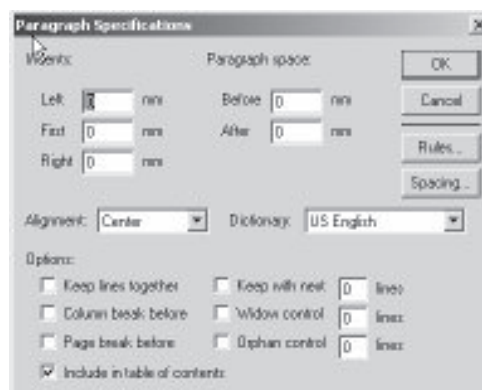 Paragraph Specifications
Indents: Paragraph space: OK
Left 0 mm Before 0 mm Cancel
First 0 mm After 0 mm
Right 0 mm Rules...
Spacing...
Alignment: Center Dictionary: US English
Options:
Keep lines together Keep with next 0 lines
Column break before Widow control 0 lines
Page break before Orphan control 0 lines
Include in table of contents